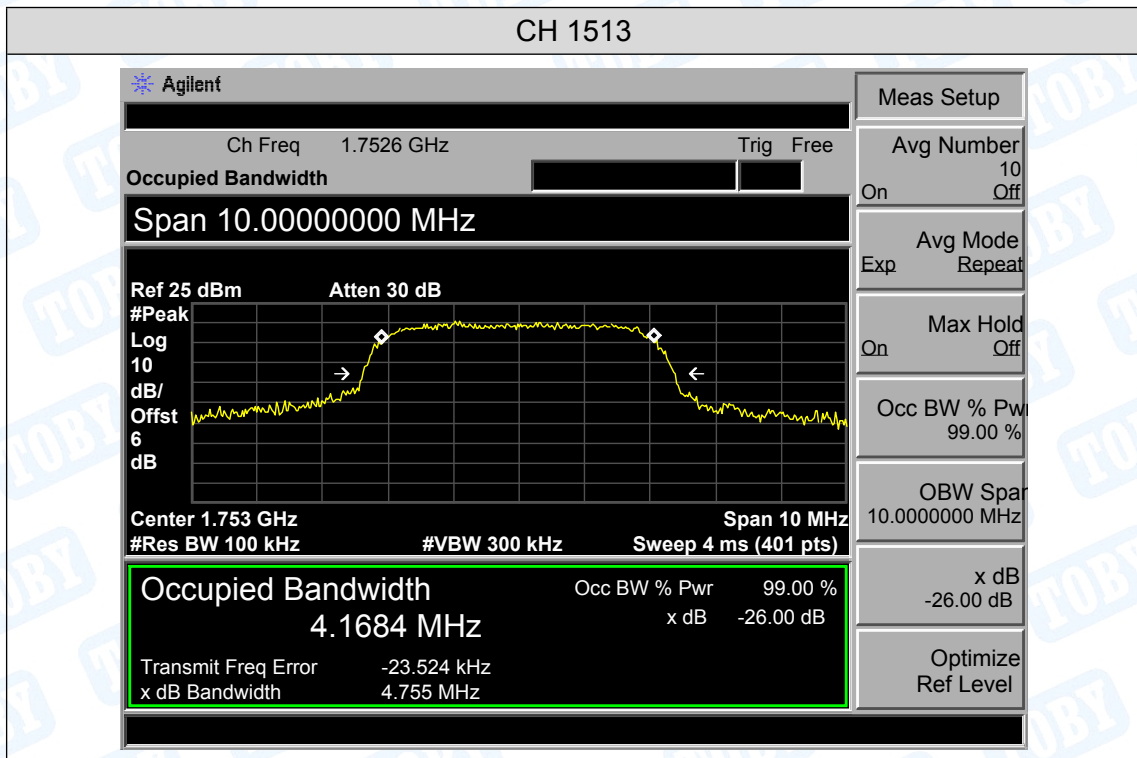 CH 1513
Agilent
Ch Freq 1.7526 GHz Trig Free
Occupied Bandwidth
Span 10.00000000 MHz
Ref 25 dBm Atten 30 dB
#Peak
Log
10
dB/
Offst
6
dB
Center 1.753 GHz Span 10 MHz
#Res BW 100 kHz #VBW 300 kHz Sweep 4 ms (401 pts)
Occupied Bandwidth Occ BW % Pwr 99.00 %
4.1684 MHz x dB -26.00 dB
Transmit Freq Error -23.524 kHz
x dB Bandwidth 4.755 MHz
Meas Setup
Avg Number
10
On Off
Avg Mode
Exp Repeat
Max Hold
On Off
Occ BW % Pwr
99.00 %
OBW Span
10.0000000 MHz
x dB
-26.00 dB
Optimize
Ref Level
TOBY